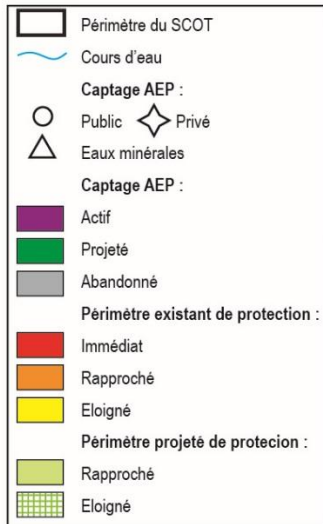 Périmètre du SCOT
Cours d'eau
Captage AEP :
Public Privé
Eaux minérales
Captage AEP :
Actif
Projeté
Abandonné
Périmètre existant de protection :
Immédiat
Rapproché
Eloigné
Périmètre projeté de protecion :
Rapproché
Eloigné